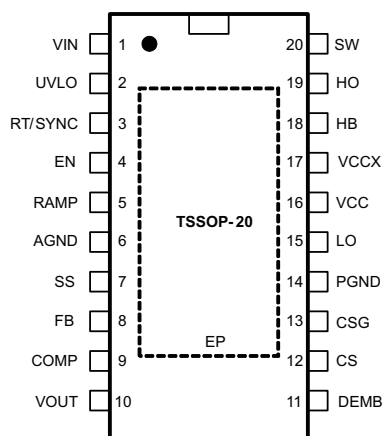 VIN 1 20 SW
UVLO 2 19 HO
RT/SYNC 3 18 HB
EN 4 17 VCCX
RAMP 5 16 VCC
TSSOP-20
AGND 6 15 LO
SS 7 14 PGND
FB 8 13 CSG
EP
COMP 9 12 CS
VOUT 10 11 DEMB